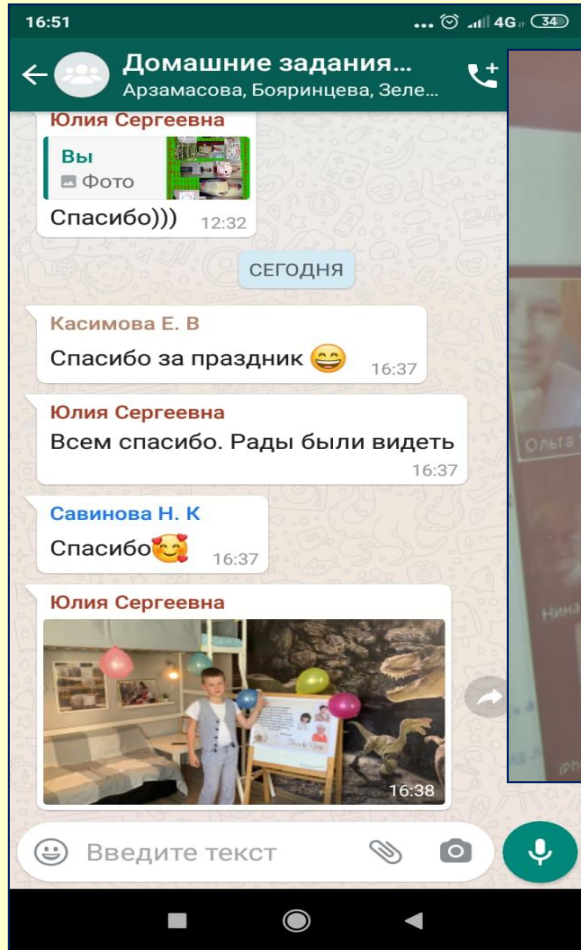 16:51
... 4G 34
Домашние задания...
Арзамасова, Бояринцева, Зеле...
Юлия Сергеевна
Вы
Фото
Спасибо)))
12:32
СЕГОДНЯ
Касимова Е. В
Спасибо за праздник 😄
16:37
Юлия Сергеевна
Всем спасибо. Рады были видеть
16:37
Савинова Н. К
Спасибо🥰
16:37
Юлия Сергеевна
16:38
Введите текст
Ольга
Нина